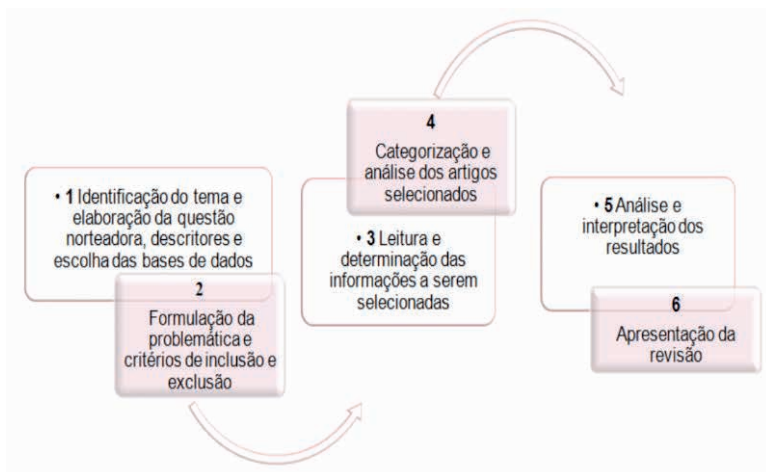 • 1 Identificação do tema e
elaboração da questão
norteadora, descritores e
escolha das bases de dados
2
Formulação da
problemática e
critérios de inclusão e
exclusão
• 3 Leitura e
determinação das
informações a serem
selecionadas
4
Categorização e
análise dos artigos
selecionados
• 5 Análise e
interpretação dos
resultados
6
Apresentação da
revisão